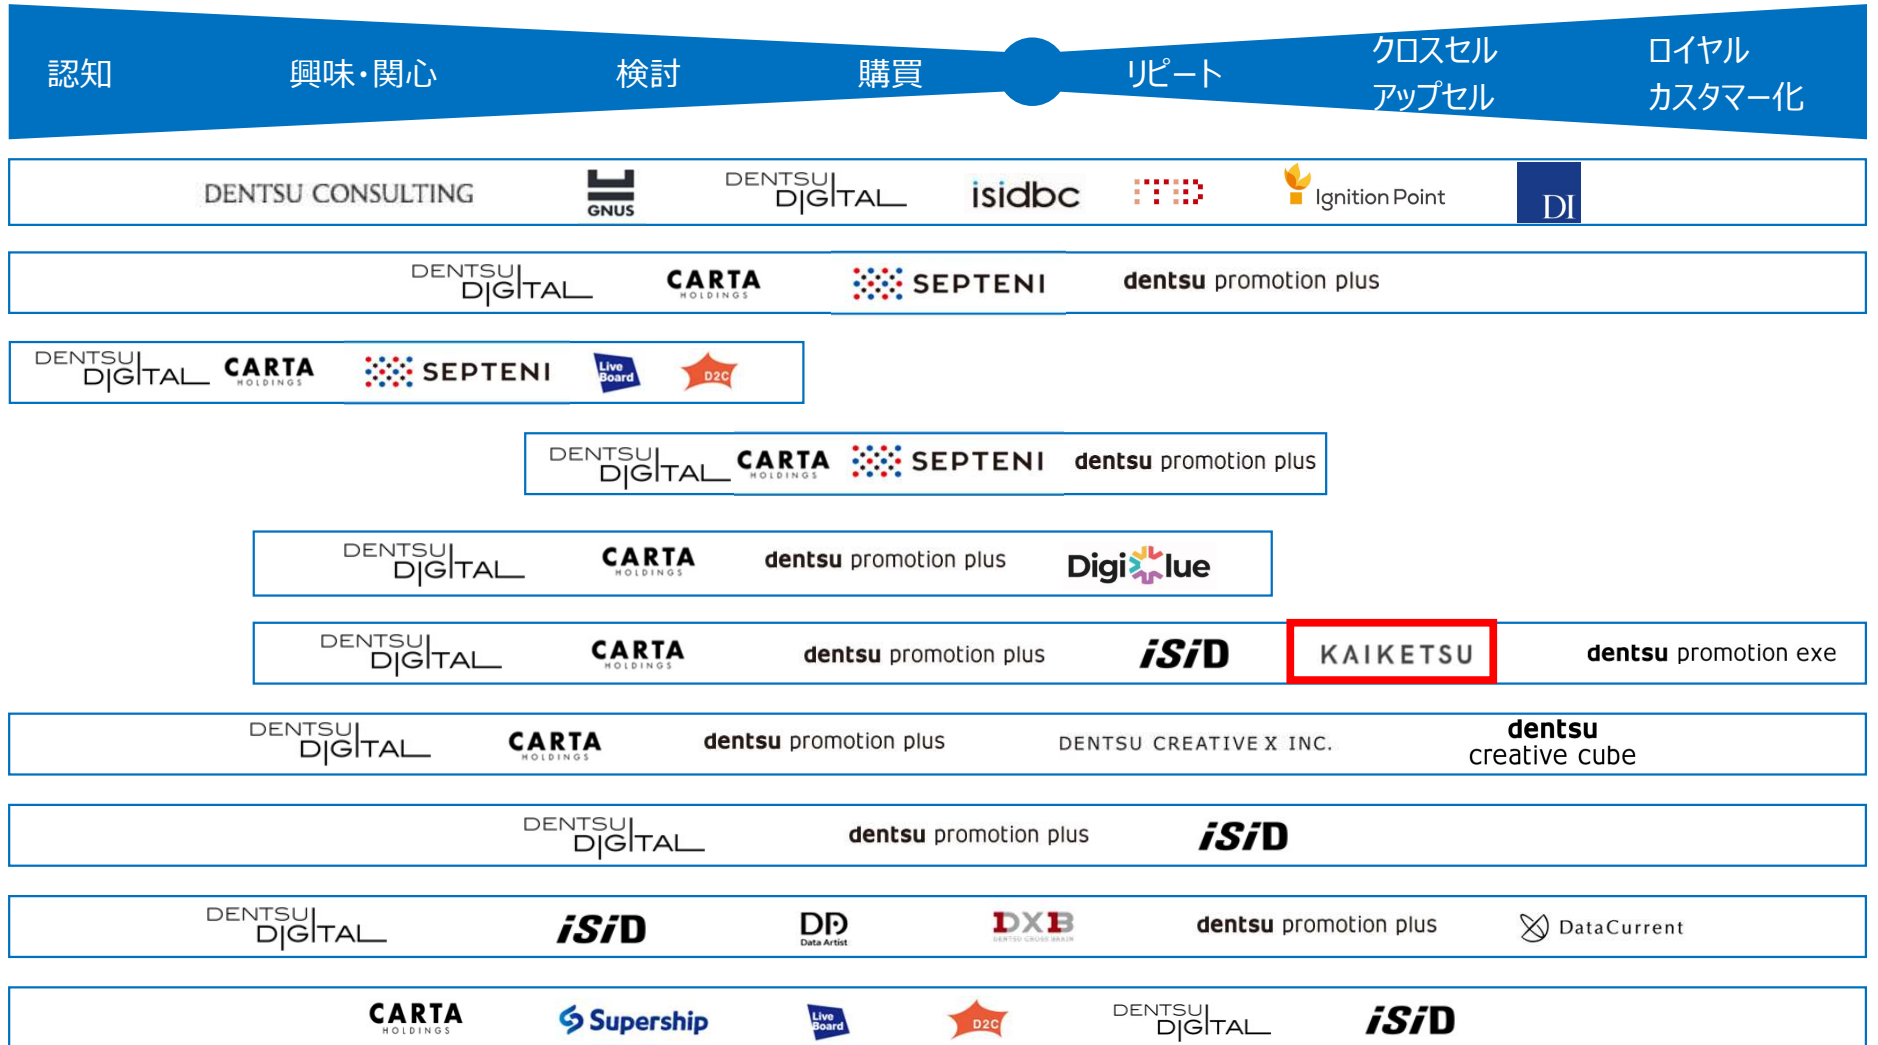 認知
興味・関心
検討
購買
リピート
クロスセル
アップセル
ロイヤル
カスタマー化
DENTSU CONSULTING
GNUS
DENTSU
DIGITAL
isidbc
ITID
Ignition Point
DI
DENTSU
DIGITAL
CARTA
HOLDINGS
SEPTENI
dentsu promotion plus
DENTSU
DIGITAL
CARTA
HOLDINGS
SEPTENI
Live
Board
D2C
DENTSU
DIGITAL
CARTA
HOLDINGS
SEPTENI
dentsu promotion plus
DENTSU
DIGITAL
CARTA
HOLDINGS
dentsu promotion plus
Digiclue
DENTSU
DIGITAL
CARTA
HOLDINGS
dentsu promotion plus
iSiD
KAIKETSU
dentsu promotion exe
DENTSU
DIGITAL
CARTA
HOLDINGS
dentsu promotion plus
DENTSU CREATIVE X INC.
dentsu
creative cube
DENTSU
DIGITAL
dentsu promotion plus
iSiD
DENTSU
DIGITAL
iSiD
DA
Data Artist
DXB
DENTSU CROSS BRAIN
dentsu promotion plus
DataCurrent
CARTA
HOLDINGS
Supership
Live
Board
D2C
DENTSU
DIGITAL
iSiD